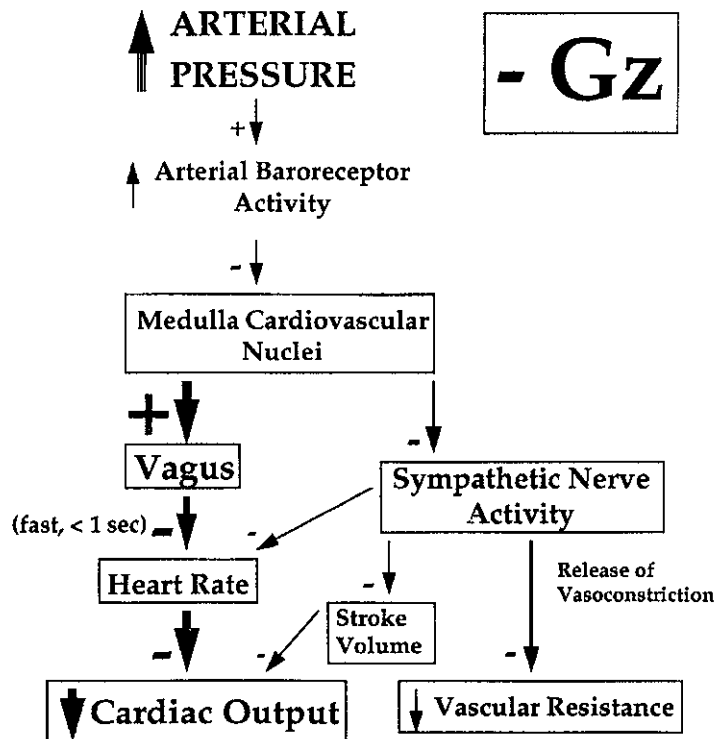 ARTERIAL
PRESSURE
- Gz
+
Arterial Baroreceptor
Activity
-
Medulla Cardiovascular
Nuclei
+
-
Vagus
Sympathetic Nerve
Activity
(fast, < 1 sec) -
-
Heart Rate
-
Release of
Vasoconstriction
Stroke
Volume
-
-
-
Cardiac Output
Vascular Resistance